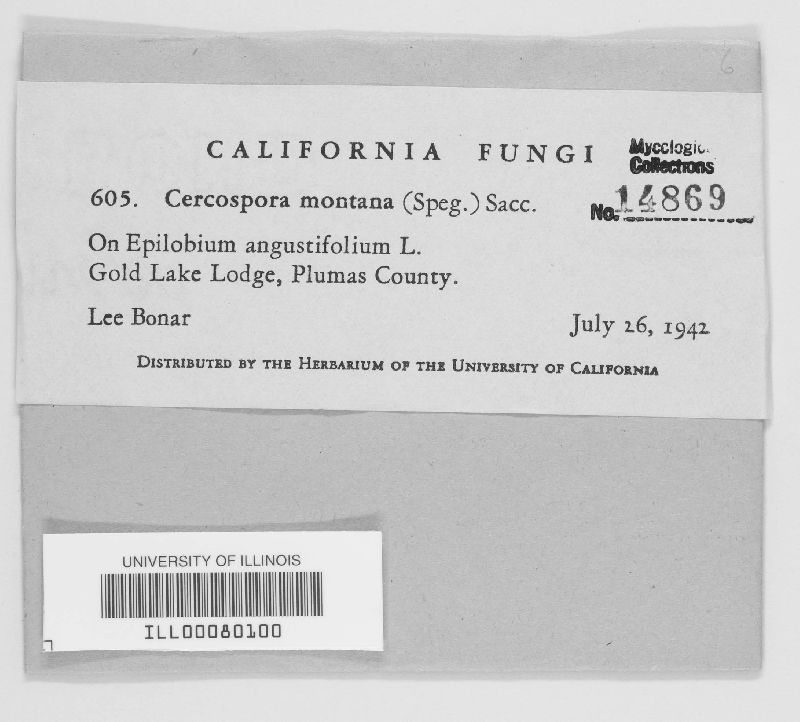 6
CALIFORNIA FUNGI
Mycologic.
Collections
No. 14869
605. Cercospora montana (Speg.) Sacc.
On Epilobium angustifolium L.
Gold Lake Lodge, Plumas County.
Lee Bonar July 26, 1942
DISTRIBUTED BY THE HERBARIUM OF THE UNIVERSITY OF CALIFORNIA
UNIVERSITY OF ILLINOIS
ILL00080100